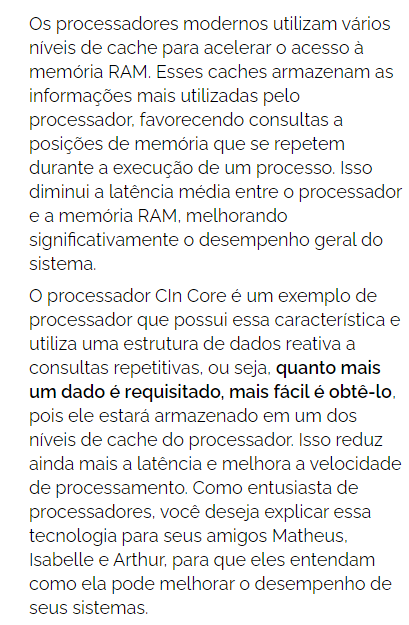 Os processadores modernos utilizam vários
níveis de cache para acelerar o acesso à
memória RAM. Esses caches armazenam as
informações mais utilizadas pelo
processador, favorecendo consultas a
posições de memória que se repetem
durante a execução de um processo. Isso
diminui a latência média entre o processador
e a memória RAM, melhorando
significativamente o desempenho geral do
sistema.
O processador CIn Core é um exemplo de
processador que possui essa característica e
utiliza uma estrutura de dados reativa a
consultas repetitivas, ou seja, quanto mais
um dado é requisitado, mais fácil é obtê-lo,
pois ele estará armazenado em um dos
níveis de cache do processador. Isso reduz
ainda mais a latência e melhora a velocidade
de processamento. Como entusiasta de
processadores, você deseja explicar essa
tecnologia para seus amigos Matheus,
Isabelle e Arthur, para que eles entendam
como ela pode melhorar o desempenho de
seus sistemas.